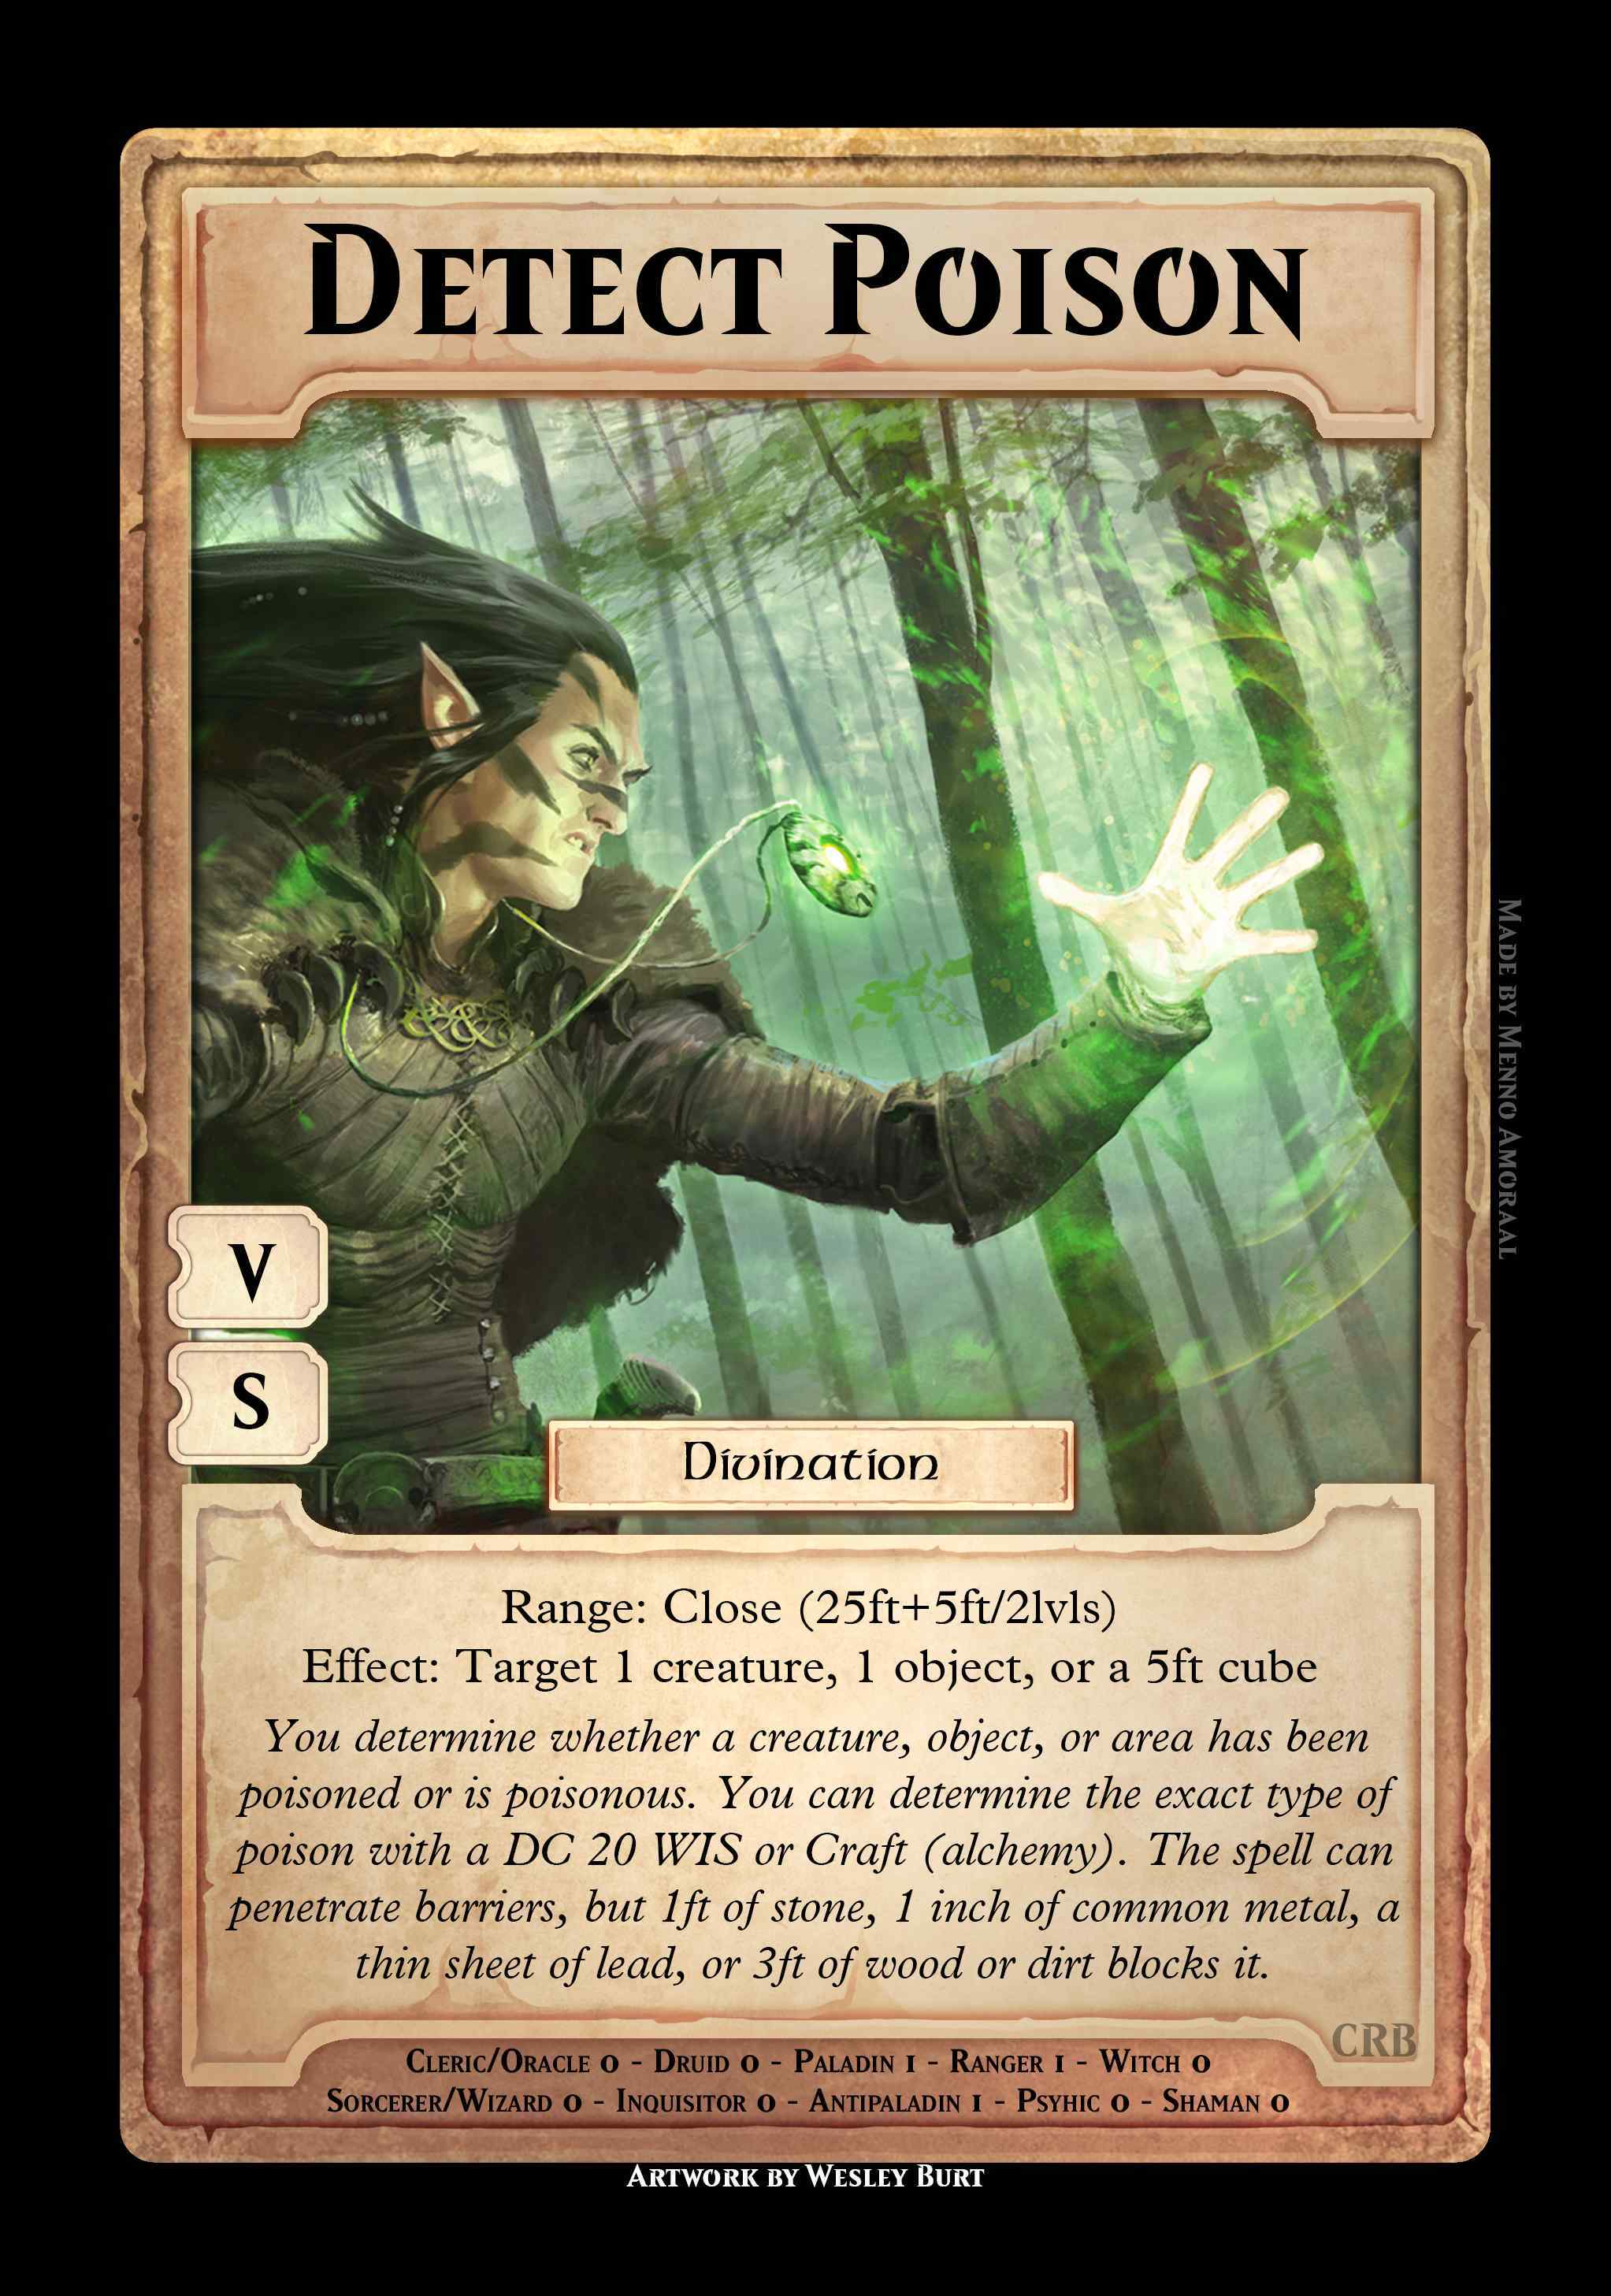 Detect Poison
Made by Menno Amoraal
V
S
Divination
Range: Close (25ft+5ft/2lvls)
Effect: Target 1 creature, 1 object, or a 5ft cube
You determine whether a creature, object, or area has been
poisoned or is poisonous. You can determine the exact type of
poison with a DC 20 WIS or Craft (alchemy). The spell can
penetrate barriers, but 1ft of stone, 1 inch of common metal, a
thin sheet of lead, or 3ft of wood or dirt blocks it.
CRB
Cleric/Oracle 0 - Druid 0 - Paladin 1 - Ranger 1 - Witch 0
Sorcerer/Wizard 0 - Inquisitor 0 - Antipaladin 1 - Psyhic 0 - Shaman 0
Artwork by Wesley Burt